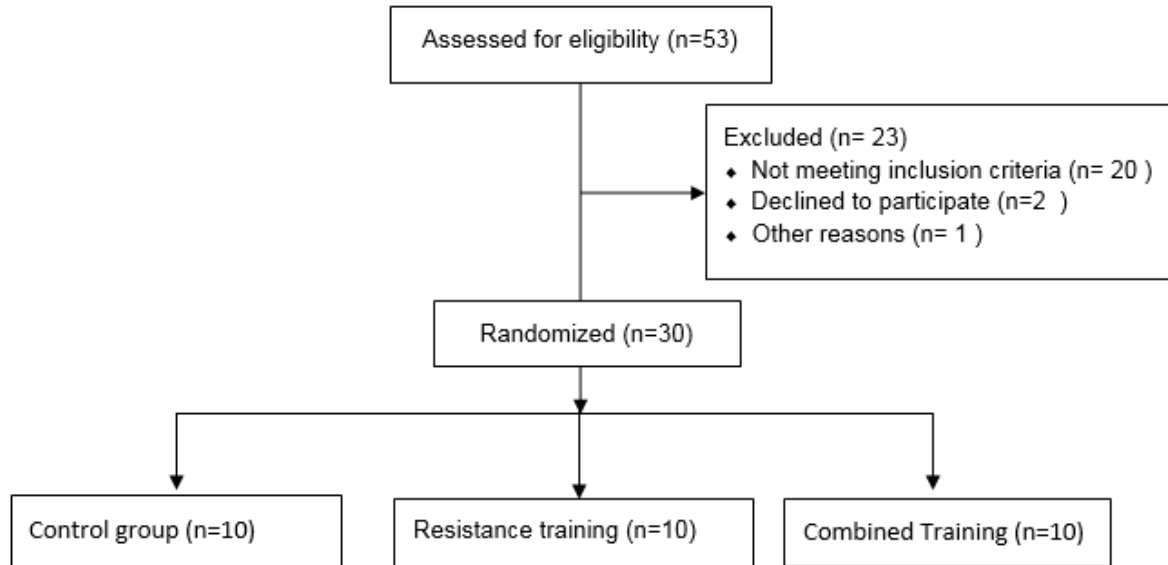 Assessed for eligibility (n=53)
Excluded (n= 23)
⬥ Not meeting inclusion criteria (n= 20 )
⬥ Declined to participate (n=2 )
⬥ Other reasons (n= 1 )
Randomized (n=30)
Control group (n=10)
Resistance training (n=10)
Combined Training (n=10)